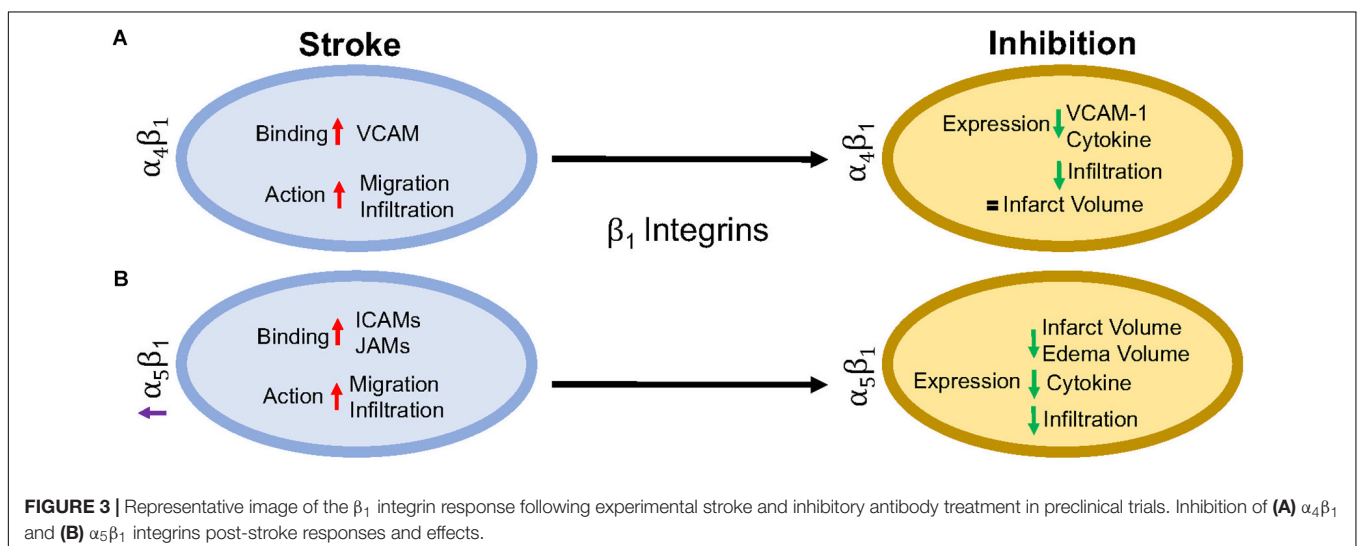 A
Stroke
Inhibition
α4β1
Binding VCAM
Action Migration
Infiltration
β1 Integrins
α4β1
Expression VCAM-1
Cytokine
Infiltration
= Infarct Volume
B
α5β1
Binding ICAMs
JAMs
Action Migration
Infiltration
α5β1
Infarct Volume
Edema Volume
Expression Cytokine
Infiltration
FIGURE 3 | Representative image of the β1 integrin response following experimental stroke and inhibitory antibody treatment in preclinical trials. Inhibition of (A) α4β1
and (B) α5β1 integrins post-stroke responses and effects.